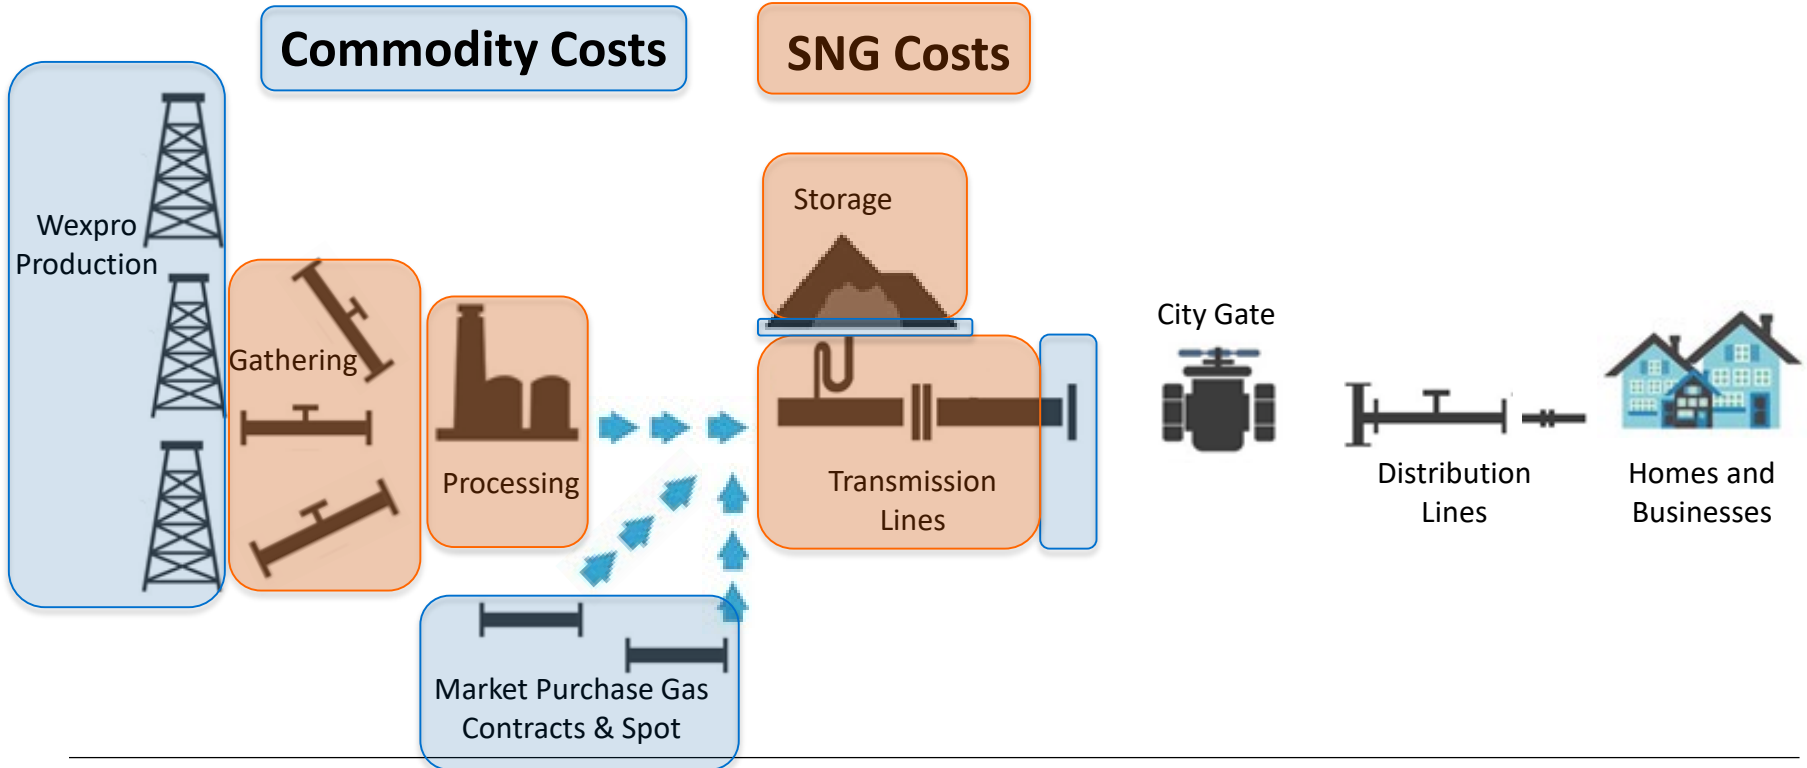 Commodity Costs
SNG Costs
Wexpro
Production
Gathering
Processing
Storage
Transmission
Lines
Market Purchase Gas
Contracts & Spot
City Gate
Distribution
Lines
Homes and
Businesses